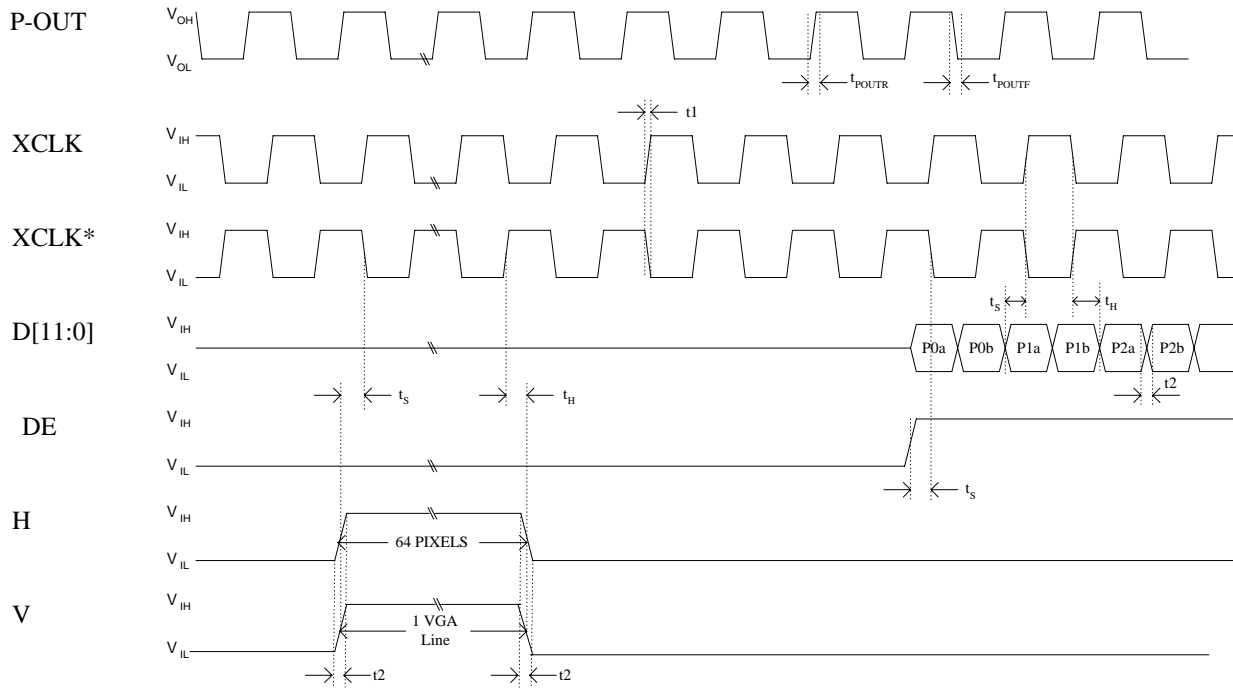 P-OUT
VOH
VOL
tPOUTR
tPOUTF
t1
XCLK
VIH
VIL
XCLK*
VIH
VIL
tS
tH
D[11:0]
VIH
VIL
P0a P0b P1a P1b P2a P2b
tS
tH
t2
DE
VIH
VIL
tS
H
VIH
VIL
64 PIXELS
V
VIH
VIL
1 VGA
Line
t2
t2